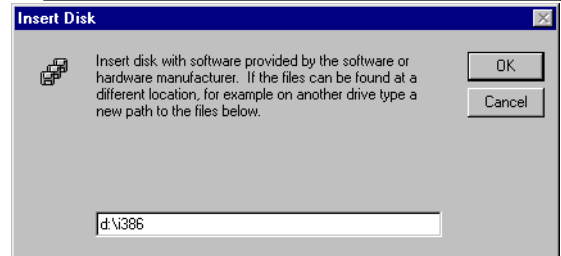 Insert Disk
Insert disk with software provided by the software or
hardware manufacturer. If the files can be found at a
different location, for example on another drive type a
new path to the files below.
OK
Cancel
d:\i386